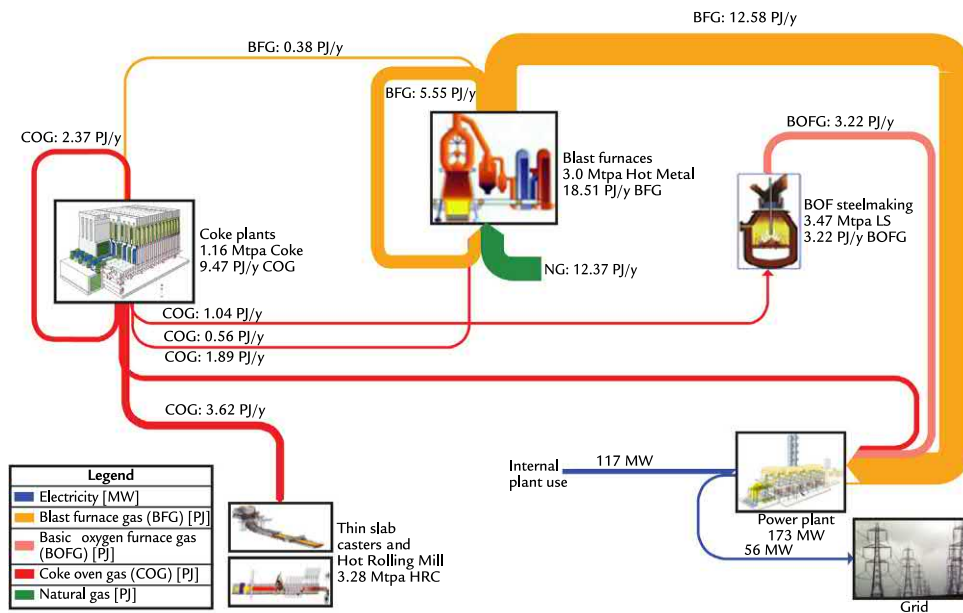 BFG: 12.58 PJ/y
BFG: 0.38 PJ/y
BFG: 5.55 PJ/y
COG: 2.37 PJ/y
BOFG: 3.22 PJ/y
Blast furnaces
3.0 Mtpa Hot Metal
18.51 PJ/y BFG
BOF steelmaking
3.47 Mtpa LS
3.22 PJ/y BOFG
Coke plants
1.16 Mtpa Coke
9.47 PJ/y COG
NG: 12.37 PJ/y
COG: 1.04 PJ/y
COG: 0.56 PJ/y
COG: 1.89 PJ/y
COG: 3.62 PJ/y
Internal
plant use
117 MW
Power plant
173 MW
56 MW
Grid
Thin slab
casters and
Hot Rolling Mill
3.28 Mtpa HRC
Legend
Electricity [MW]
Blast furnace gas (BFG) [PJ]
Basic oxygen furnace gas
(BOFG) [PJ]
Coke oven gas (COG) [PJ]
Natural gas [PJ]